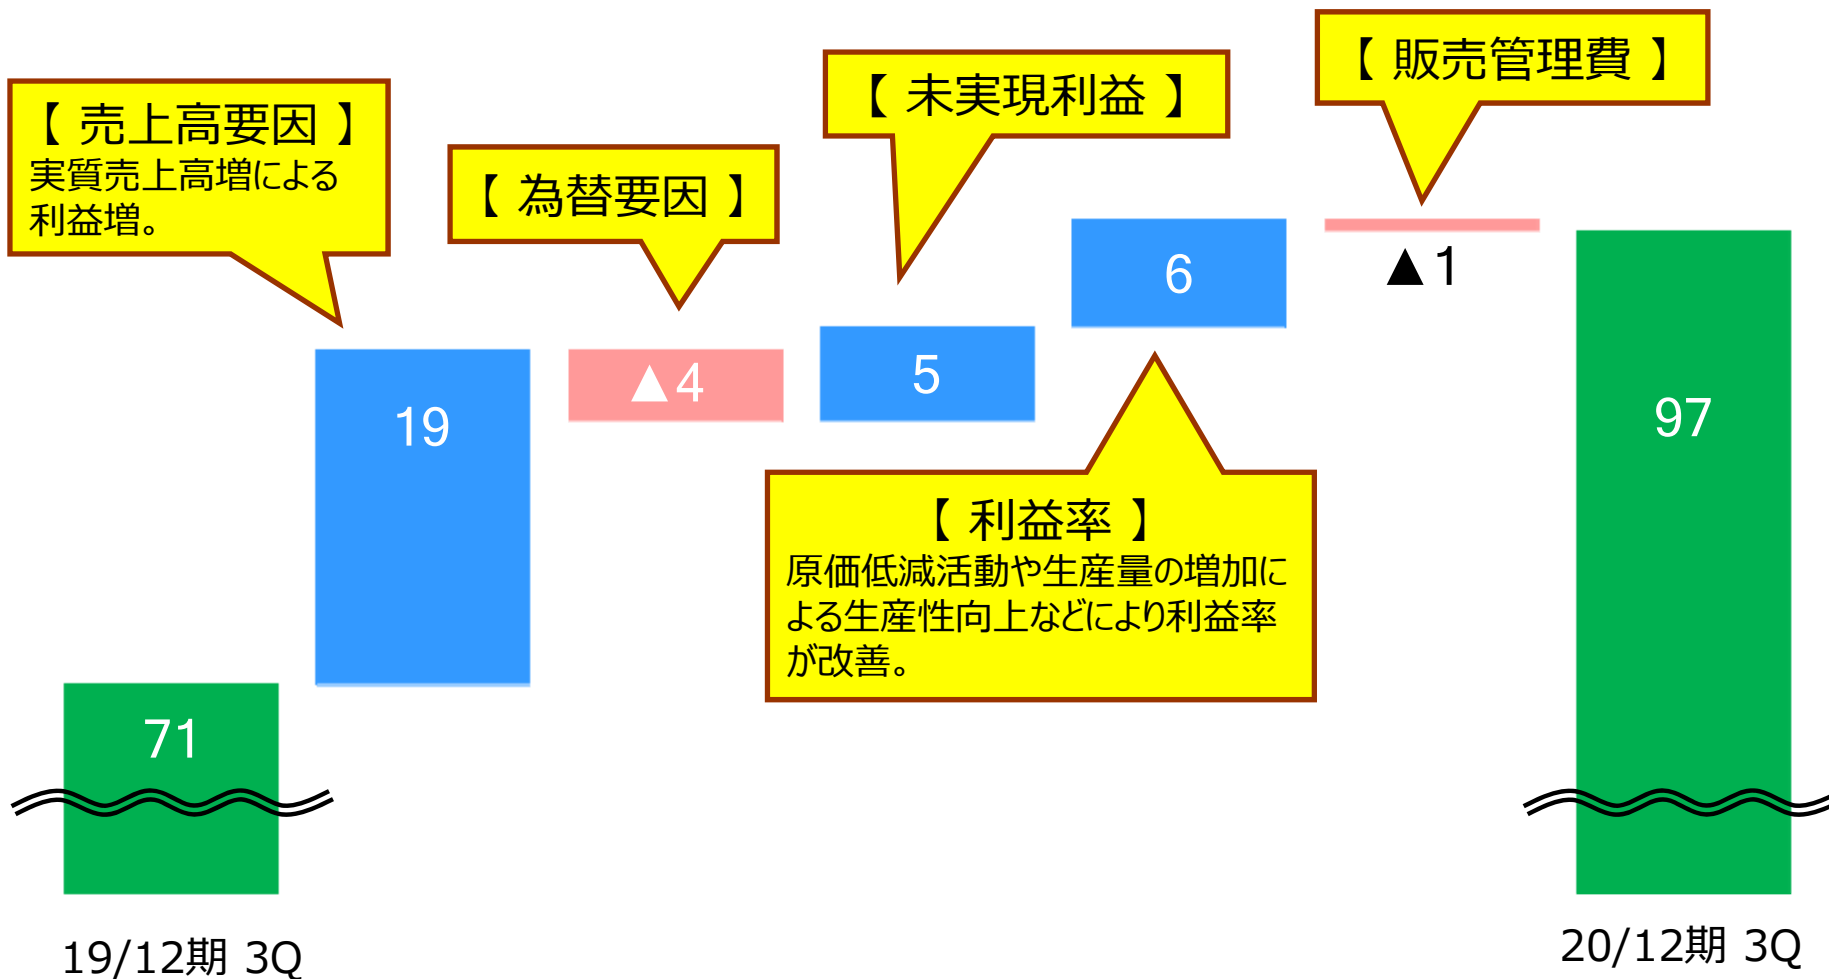 【 売上高要因 】
実質売上高増による
利益増。
【 為替要因 】
【 未実現利益 】
【 販売管理費 】
71
19
▲4
5
6
▲1
97
【 利益率 】
原価低減活動や生産量の増加に
よる生産性向上などにより利益率
が改善。
19/12期 3Q
20/12期 3Q